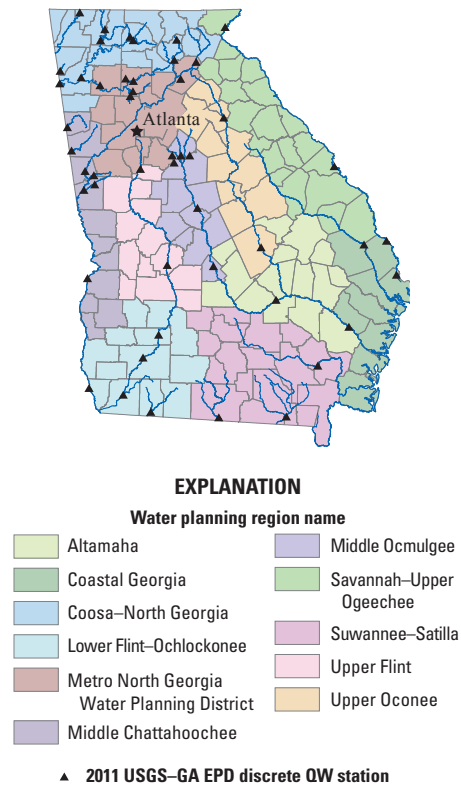 Atlanta
EXPLANATION
Water planning region name
Altamaha
Coastal Georgia
Coosa–North Georgia
Lower Flint–Ochlockonee
Metro North Georgia
Water Planning District
Middle Chattahoochee
Middle Ocmulgee
Savannah–Upper
Ogeechee
Suwannee–Satilla
Upper Flint
Upper Oconee
2011 USGS–GA EPD discrete QW station